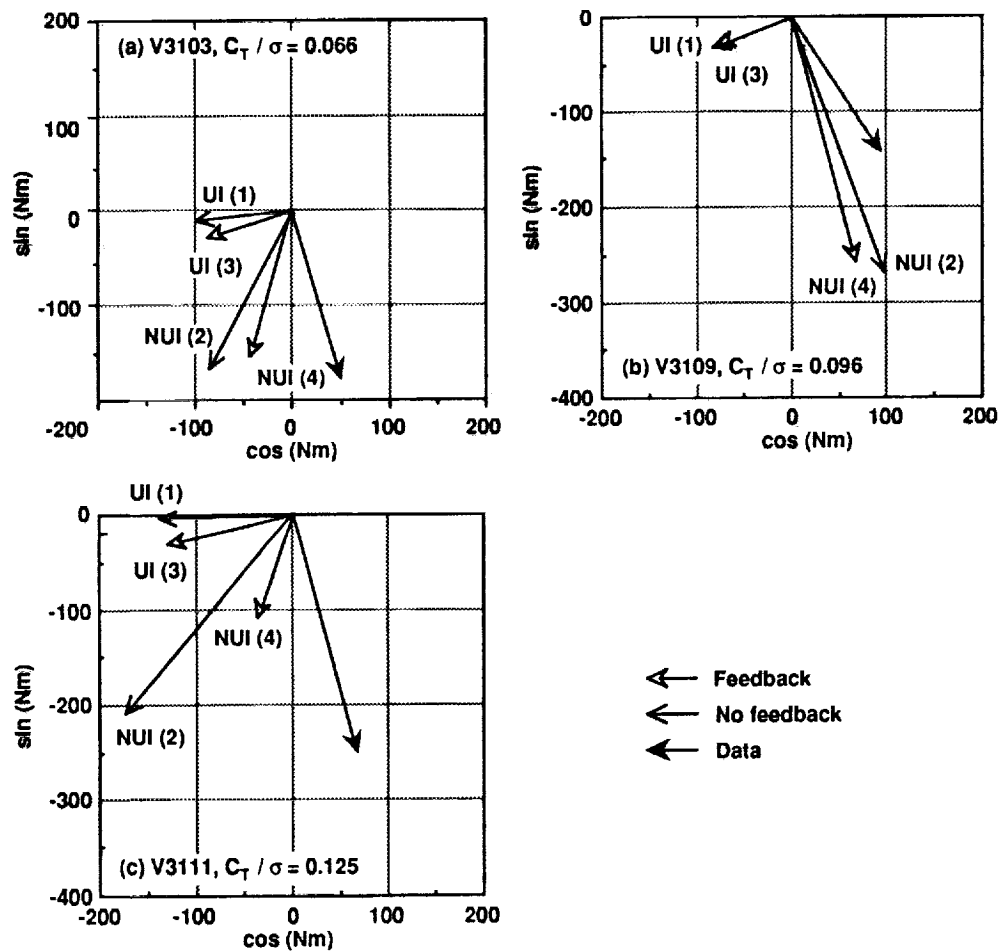 200
(a) V3103, C_T / σ = 0.066
100
UI (1)
0
UI (3)
sin (Nm)
-100
NUI (2)
NUI (4)
-200
-100
0
100
200
cos (Nm)
0
UI (1)
UI (3)
-100
sin (Nm)
-200
NUI (2)
NUI (4)
-300
(b) V3109, C_T / σ = 0.096
-400
-200
-100
0
100
200
cos (Nm)
UI (1)
0
UI (3)
-100
NUI (4)
sin (Nm)
-200
NUI (2)
-300
(c) V3111, C_T / σ = 0.125
-400
-200
-100
0
100
200
cos (Nm)
Feedback
No feedback
Data